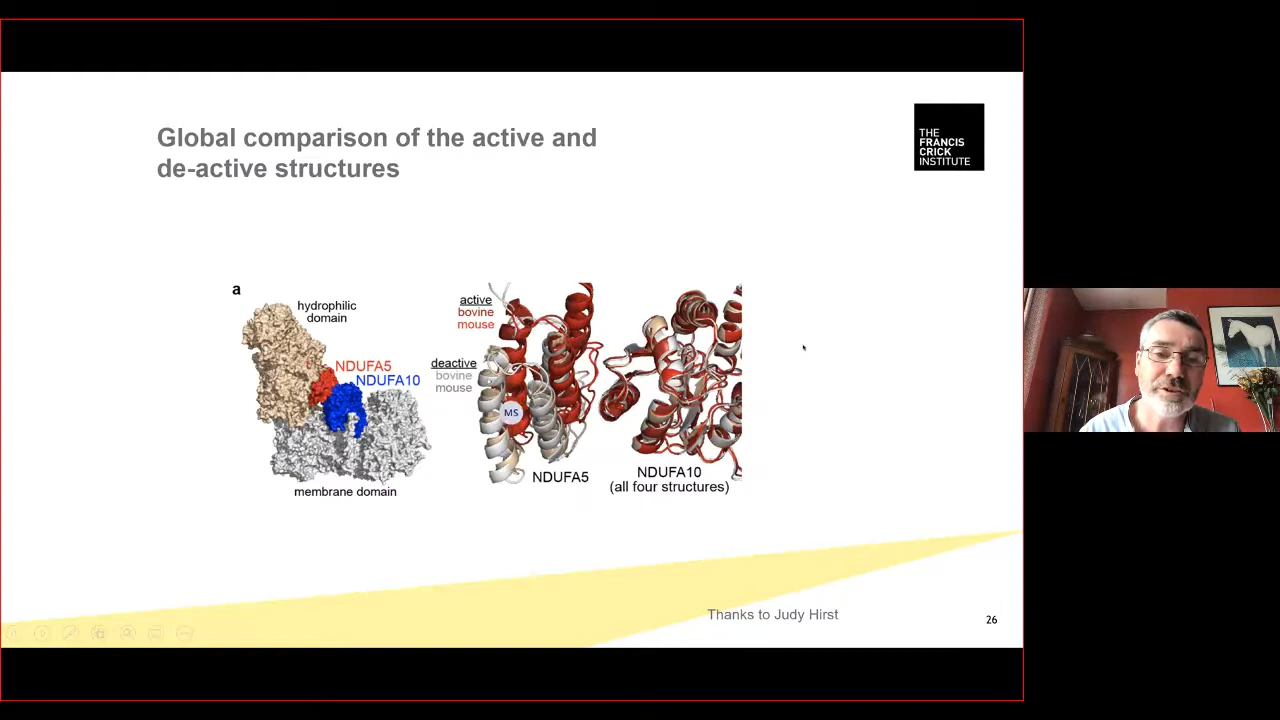 Global comparison of the active and
de-active structures
THE
FRANCIS
CRICK
INSTITUTE
a
hydrophilic
domain
NDUFA5
NDUFA10
membrane domain
active
bovine
mouse
deactive
bovine
mouse
MS
NDUFA5
NDUFA10
(all four structures)
Thanks to Judy Hirst
26